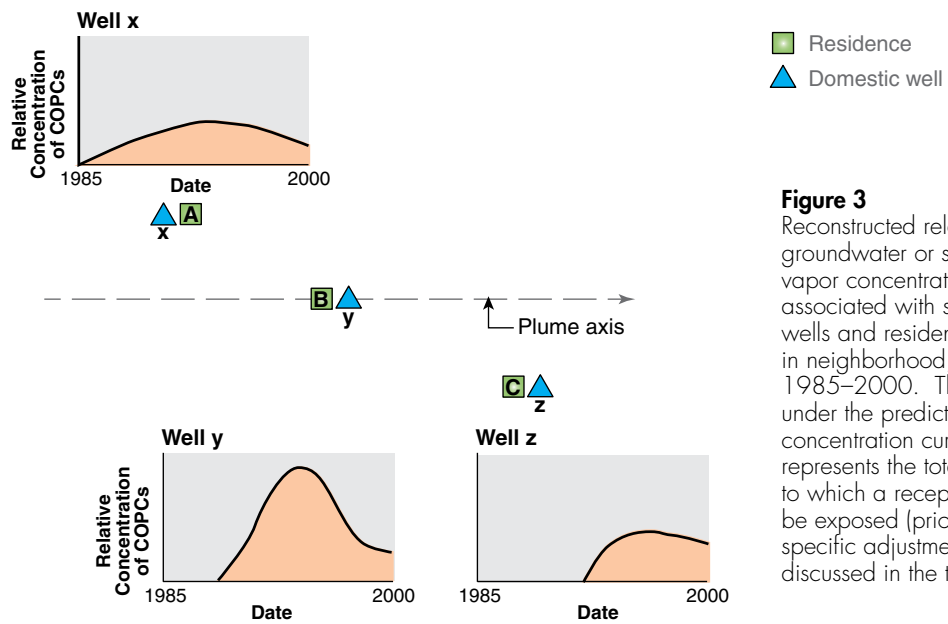 Well x
Relative
Concentration
of COPCs
1985
Date
2000
Residence
Domestic well
A
x
B
y
Plume axis
C
z
Well y
Relative
Concentration
of COPCs
1985
Date
2000
Well z
1985
Date
2000
Figure 3
Reconstructed
groundwater or
vapor concentrat
associated with
wells and residen
in neighborhood
1985–2000. Th
under the predict
concentration cur
represents the tot
to which a recep
be exposed (pric
specific adjustme
discussed in the